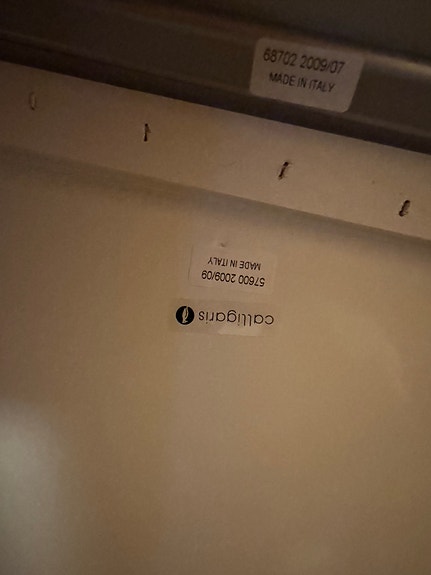 68702 2009/07
MADE IN ITALY
57600 2009/09
MADE IN ITALY
calligaris